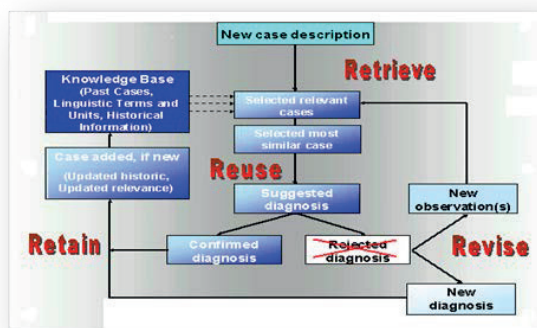 New case description
Retrieve
Knowledge Base
(Past Cases,
Linguistic Terms and
Units, Historical
Information)
Selected relevant
cases
Selected most
similar case
Case added, if new
(Updated historic,
Updated relevance)
Reuse
Suggested
diagnosis
New
observation(s)
Retain
Confirmed
diagnosis
Rejected
diagnosis
Revise
New
diagnosis